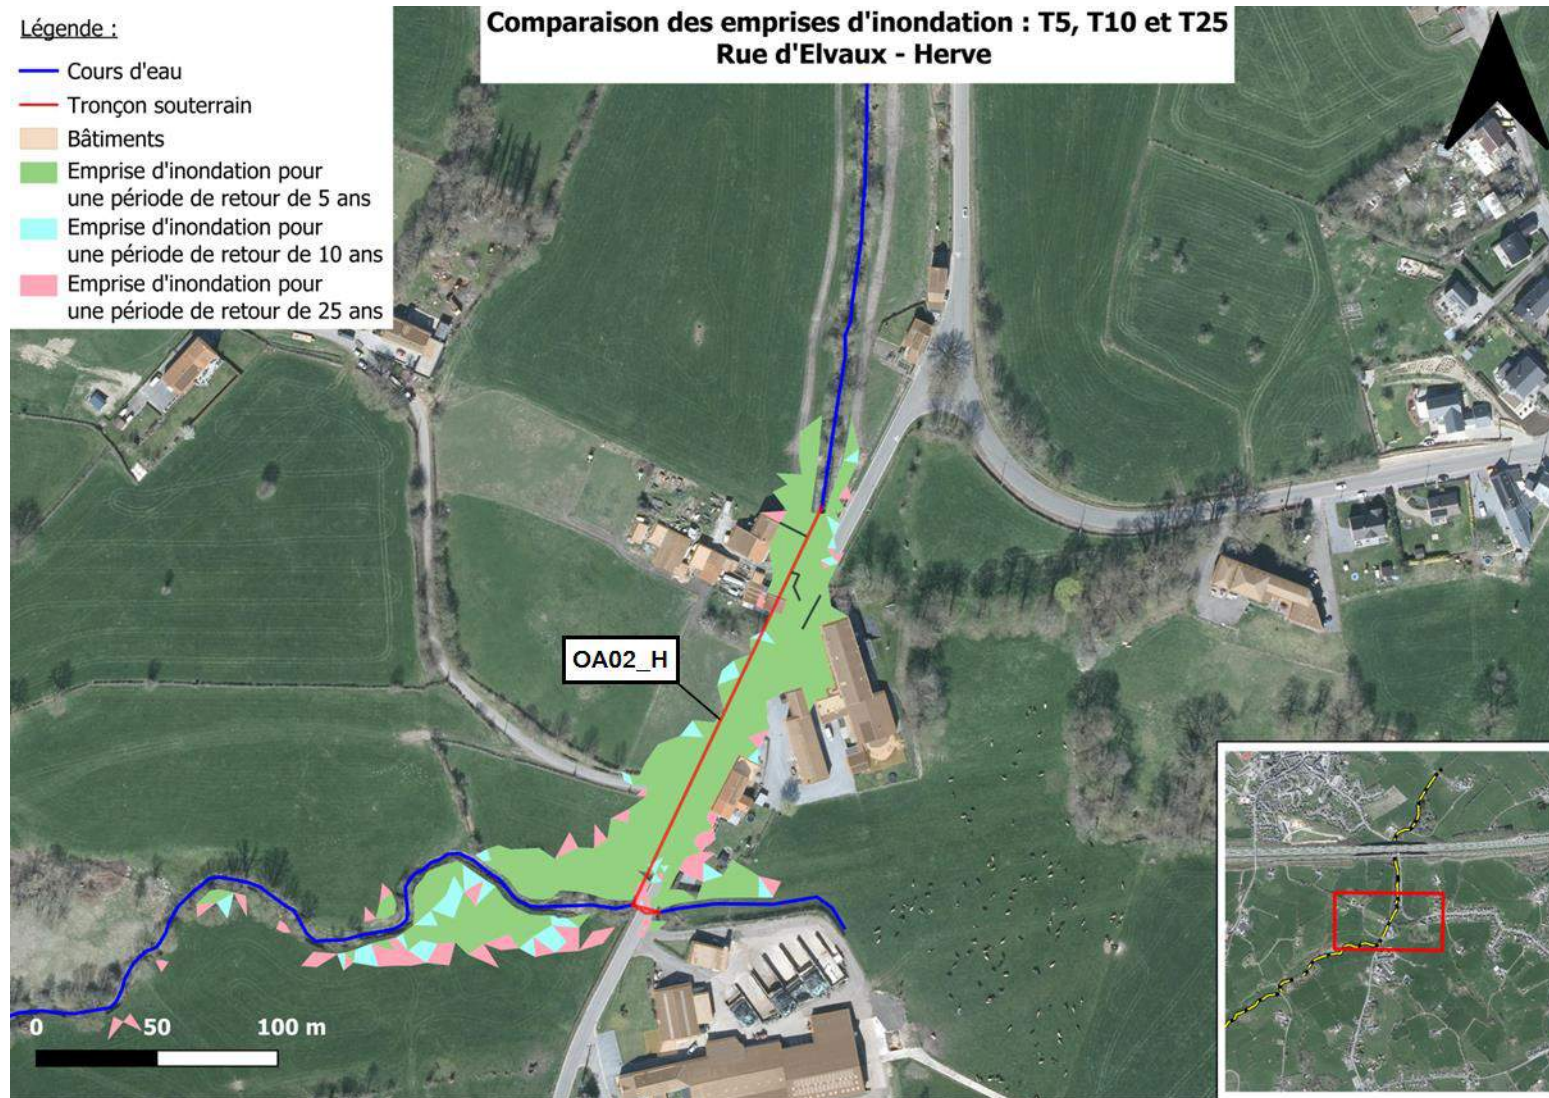 Comparaison des emprises d'inondation : T5, T10 et T25
Rue d'Elvaux - Herve
Légende :
Cours d'eau
Tronçon souterrain
Bâtiments
Emprise d'inondation pour
une période de retour de 5 ans
Emprise d'inondation pour
une période de retour de 10 ans
Emprise d'inondation pour
une période de retour de 25 ans
OA02_H
0 50 100 m